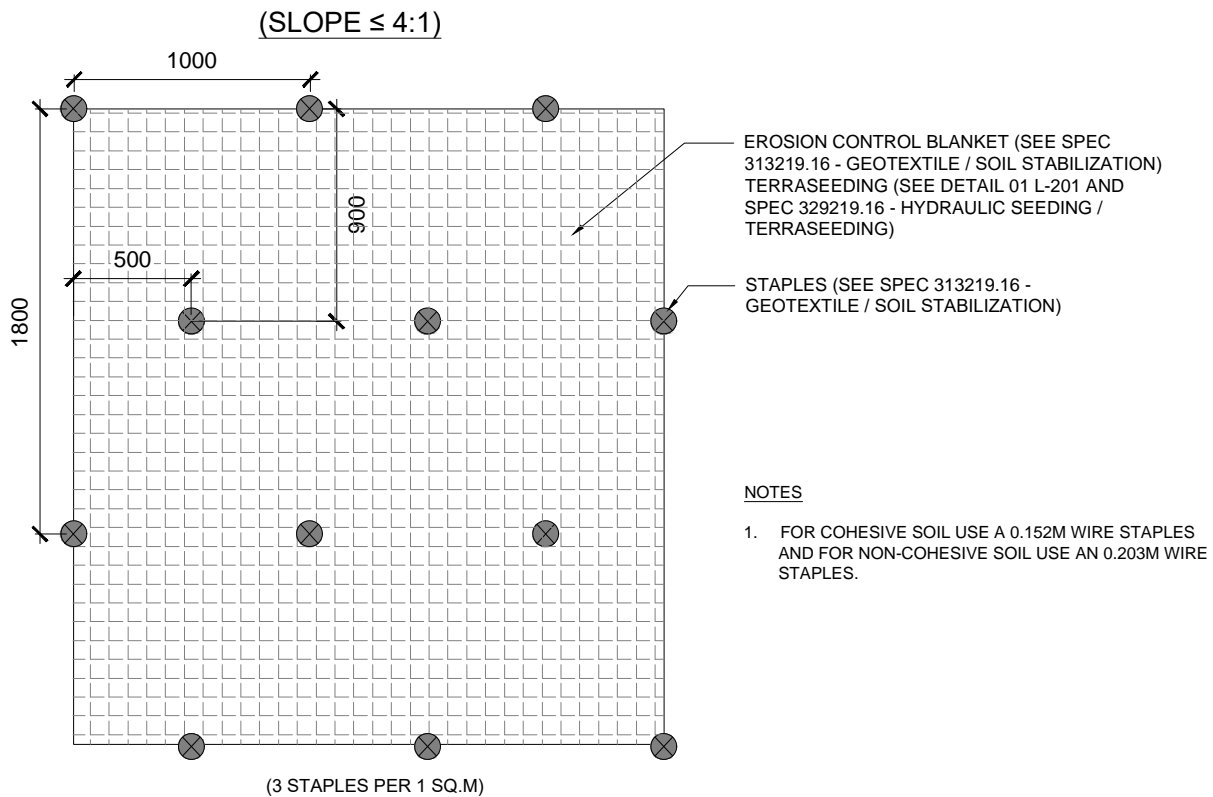 (SLOPE ≤ 4:1)
1000
900
500
1800
EROSION CONTROL BLANKET (SEE SPEC
313219.16 - GEOTEXTILE / SOIL STABILIZATION)
TERRASEEDING (SEE DETAIL 01 L-201 AND
SPEC 329219.16 - HYDRAULIC SEEDING /
TERRASEEDING)
STAPLES (SEE SPEC 313219.16 -
GEOTEXTILE / SOIL STABILIZATION)
NOTES
1. FOR COHESIVE SOIL USE A 0.152M WIRE STAPLES
AND FOR NON-COHESIVE SOIL USE AN 0.203M WIRE
STAPLES.
(3 STAPLES PER 1 SQ.M)